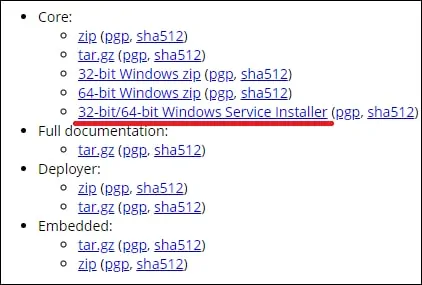 Core:
zip (pgp, sha512)
tar.gz (pgp, sha512)
32-bit Windows zip (pgp, sha512)
64-bit Windows zip (pgp, sha512)
32-bit/64-bit Windows Service Installer (pgp, sha512)
Full documentation:
tar.gz (pgp, sha512)
Deployer:
zip (pgp, sha512)
tar.gz (pgp, sha512)
Embedded:
tar.gz (pgp, sha512)
zip (pgp, sha512)